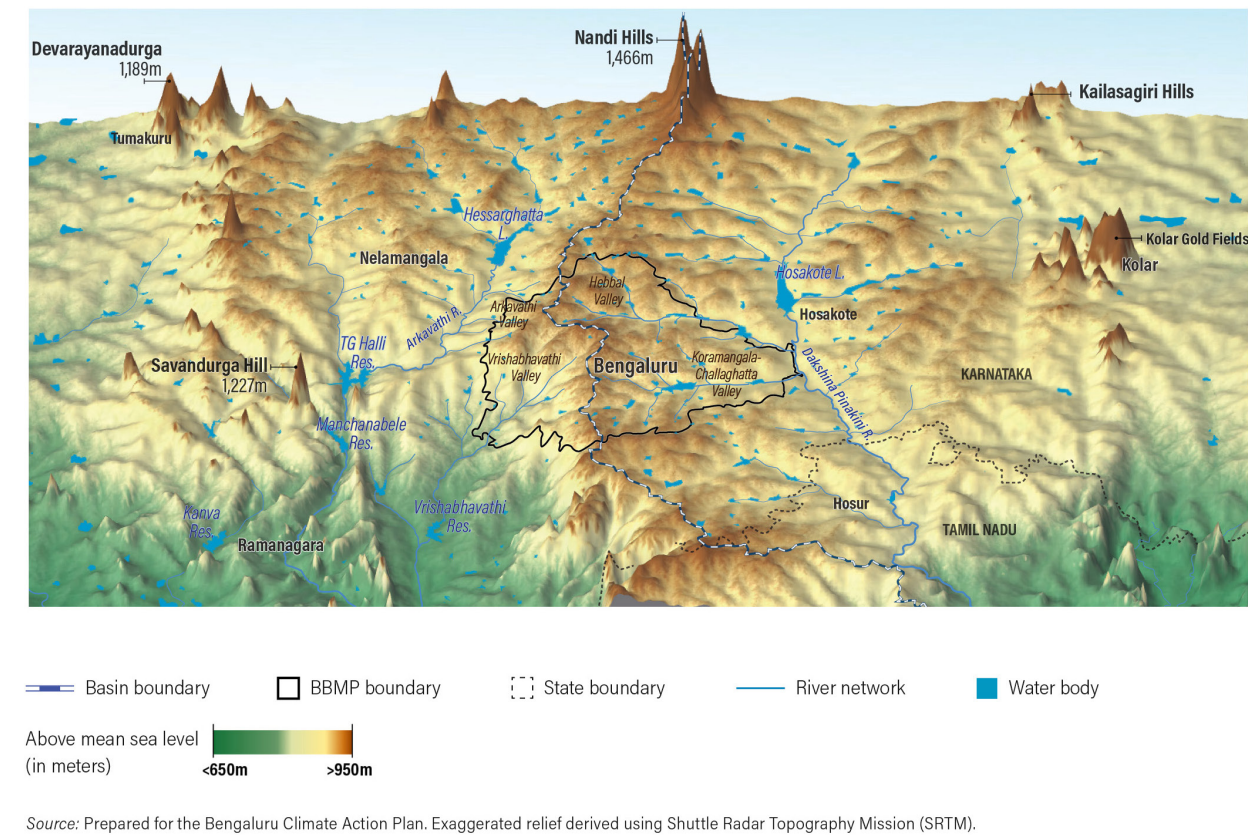 Devarayanadurga
1,189m
Nandi Hills
1,466m
Kailasagiri Hills
Tumakuru
Hessarghatta
L.
Nelamangala
Hebbal
Valley
Hosakote L.
Kolar Gold Fields
Kolar
Arkavathi
Valley
Arkavathi R.
Hosakote
TG Halli
Res.
Savandurga Hill
1,227m
Vrishabhavathi
Valley
Bengaluru
Koramangala-
Challaghatta
Valley
Dakshina Pinakini R.
KARNATAKA
Manchanabele
Res.
Kanva
Res.
Ramanagara
Vrishabhavathi
Res.
Hosur
TAMIL NADU
Basin boundary
BBMP boundary
State boundary
River network
Water body
Above mean sea level
(in meters)
<650m
>950m
Source: Prepared for the Bengaluru Climate Action Plan. Exaggerated relief derived using Shuttle Radar Topography Mission (SRTM).